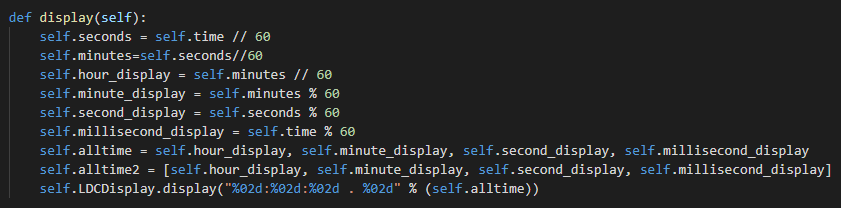 def display(self):
    self.seconds = self.time // 60
    self.minutes=self.seconds//60
    self.hour_display = self.minutes // 60
    self.minute_display = self.minutes % 60
    self.second_display = self.seconds % 60
    self.millisecond_display = self.time % 60
    self.alltime = self.hour_display, self.minute_display, self.second_display, self.millisecond_display
    self.alltime2 = [self.hour_display, self.minute_display, self.second_display, self.millisecond_display]
    self.LDCDisplay.display("%02d:%02d:%02d . %02d" % (self.alltime))